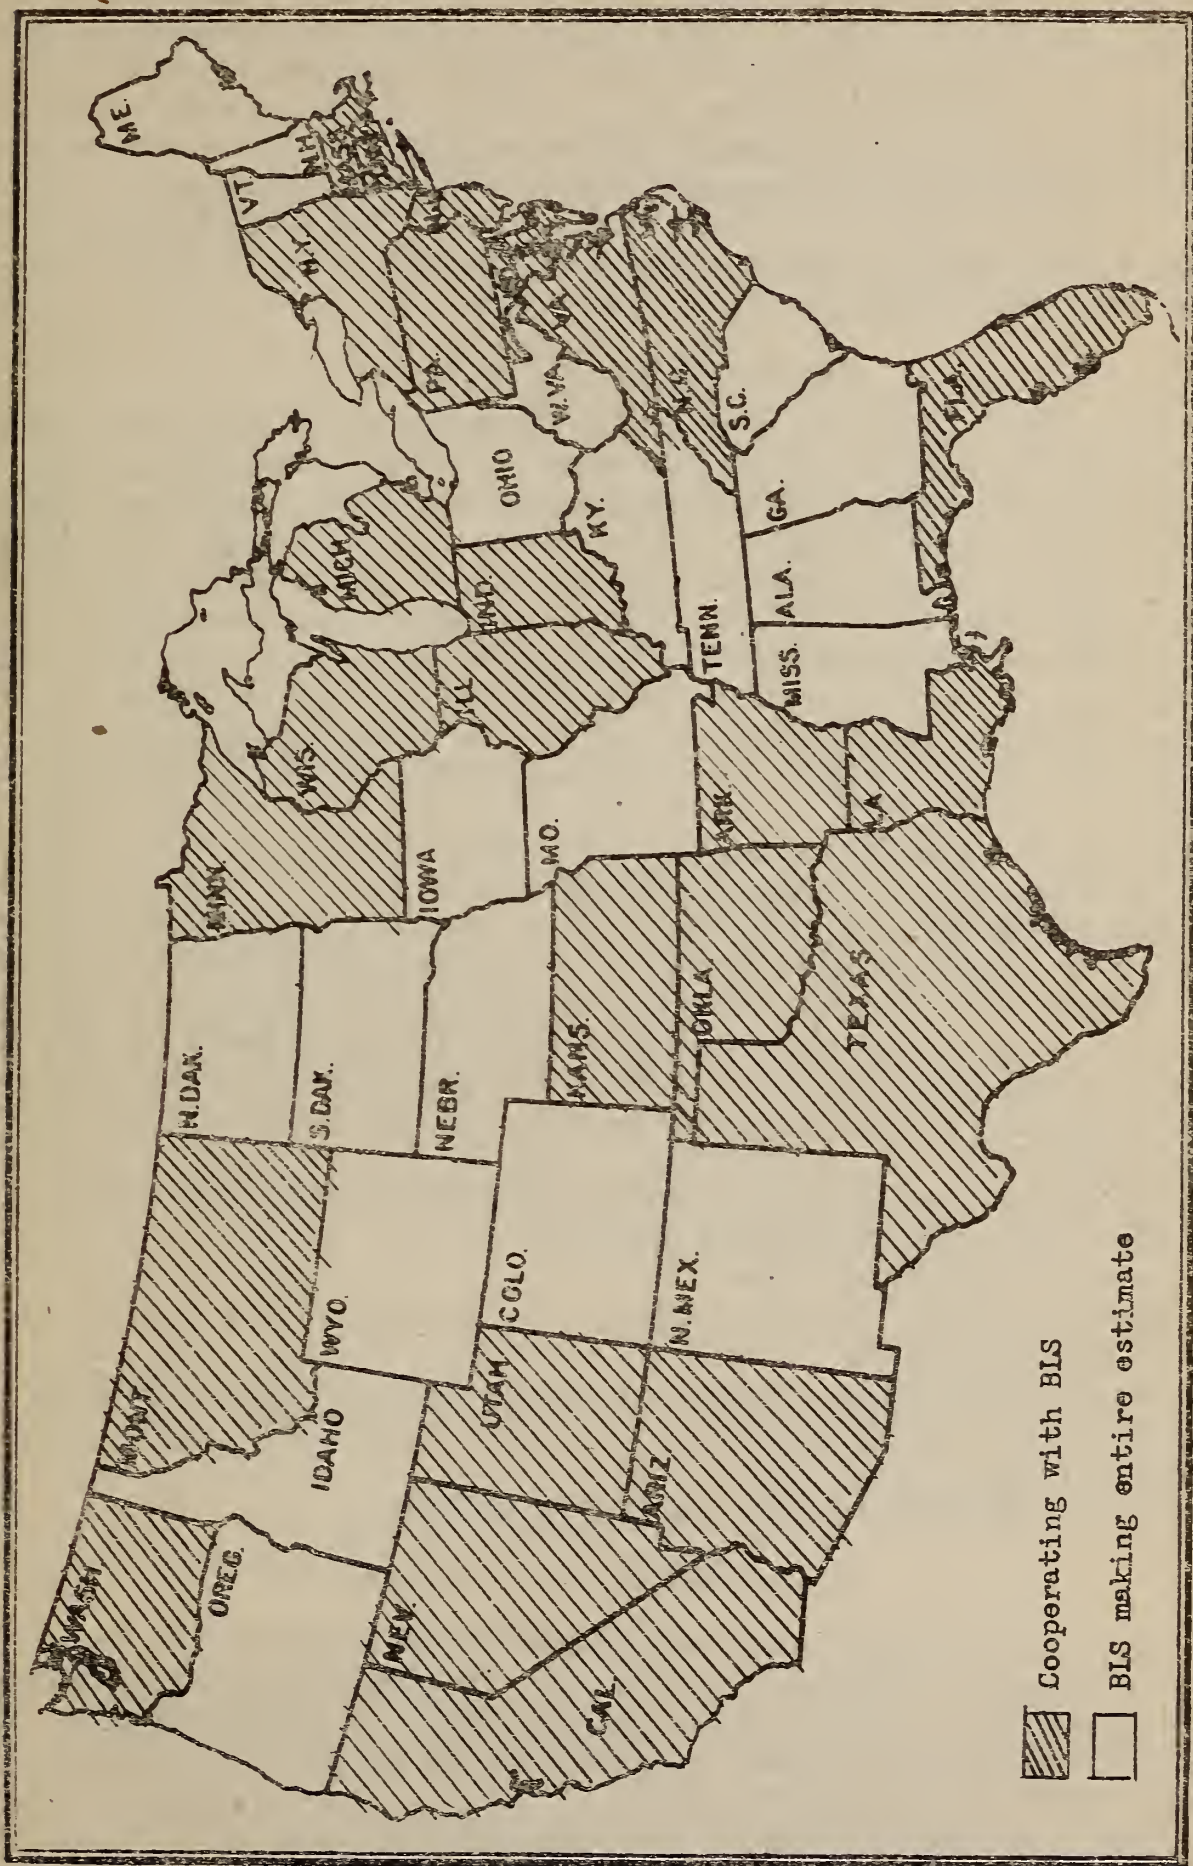 WASH
MONT
N.DAK.
MINN.
WIS.
MICH
N.Y.
VT.
N.H.
ME.
OREG.
IDAHO
WYO.
S.DAK.
IOWA
ILL
IND.
OHIO
PA.
NEBR.
NEV.
UTAH
COLO.
KANS.
MO.
KY.
W.VA.
VA.
CAL.
ARIZ
N.MEX.
OKLA.
ARK.
TENN.
N.C.
S.C.
TEXAS
LA.
MISS.
ALA.
GA.
FLA.
Cooperating with BLS
BLS making entire estimate